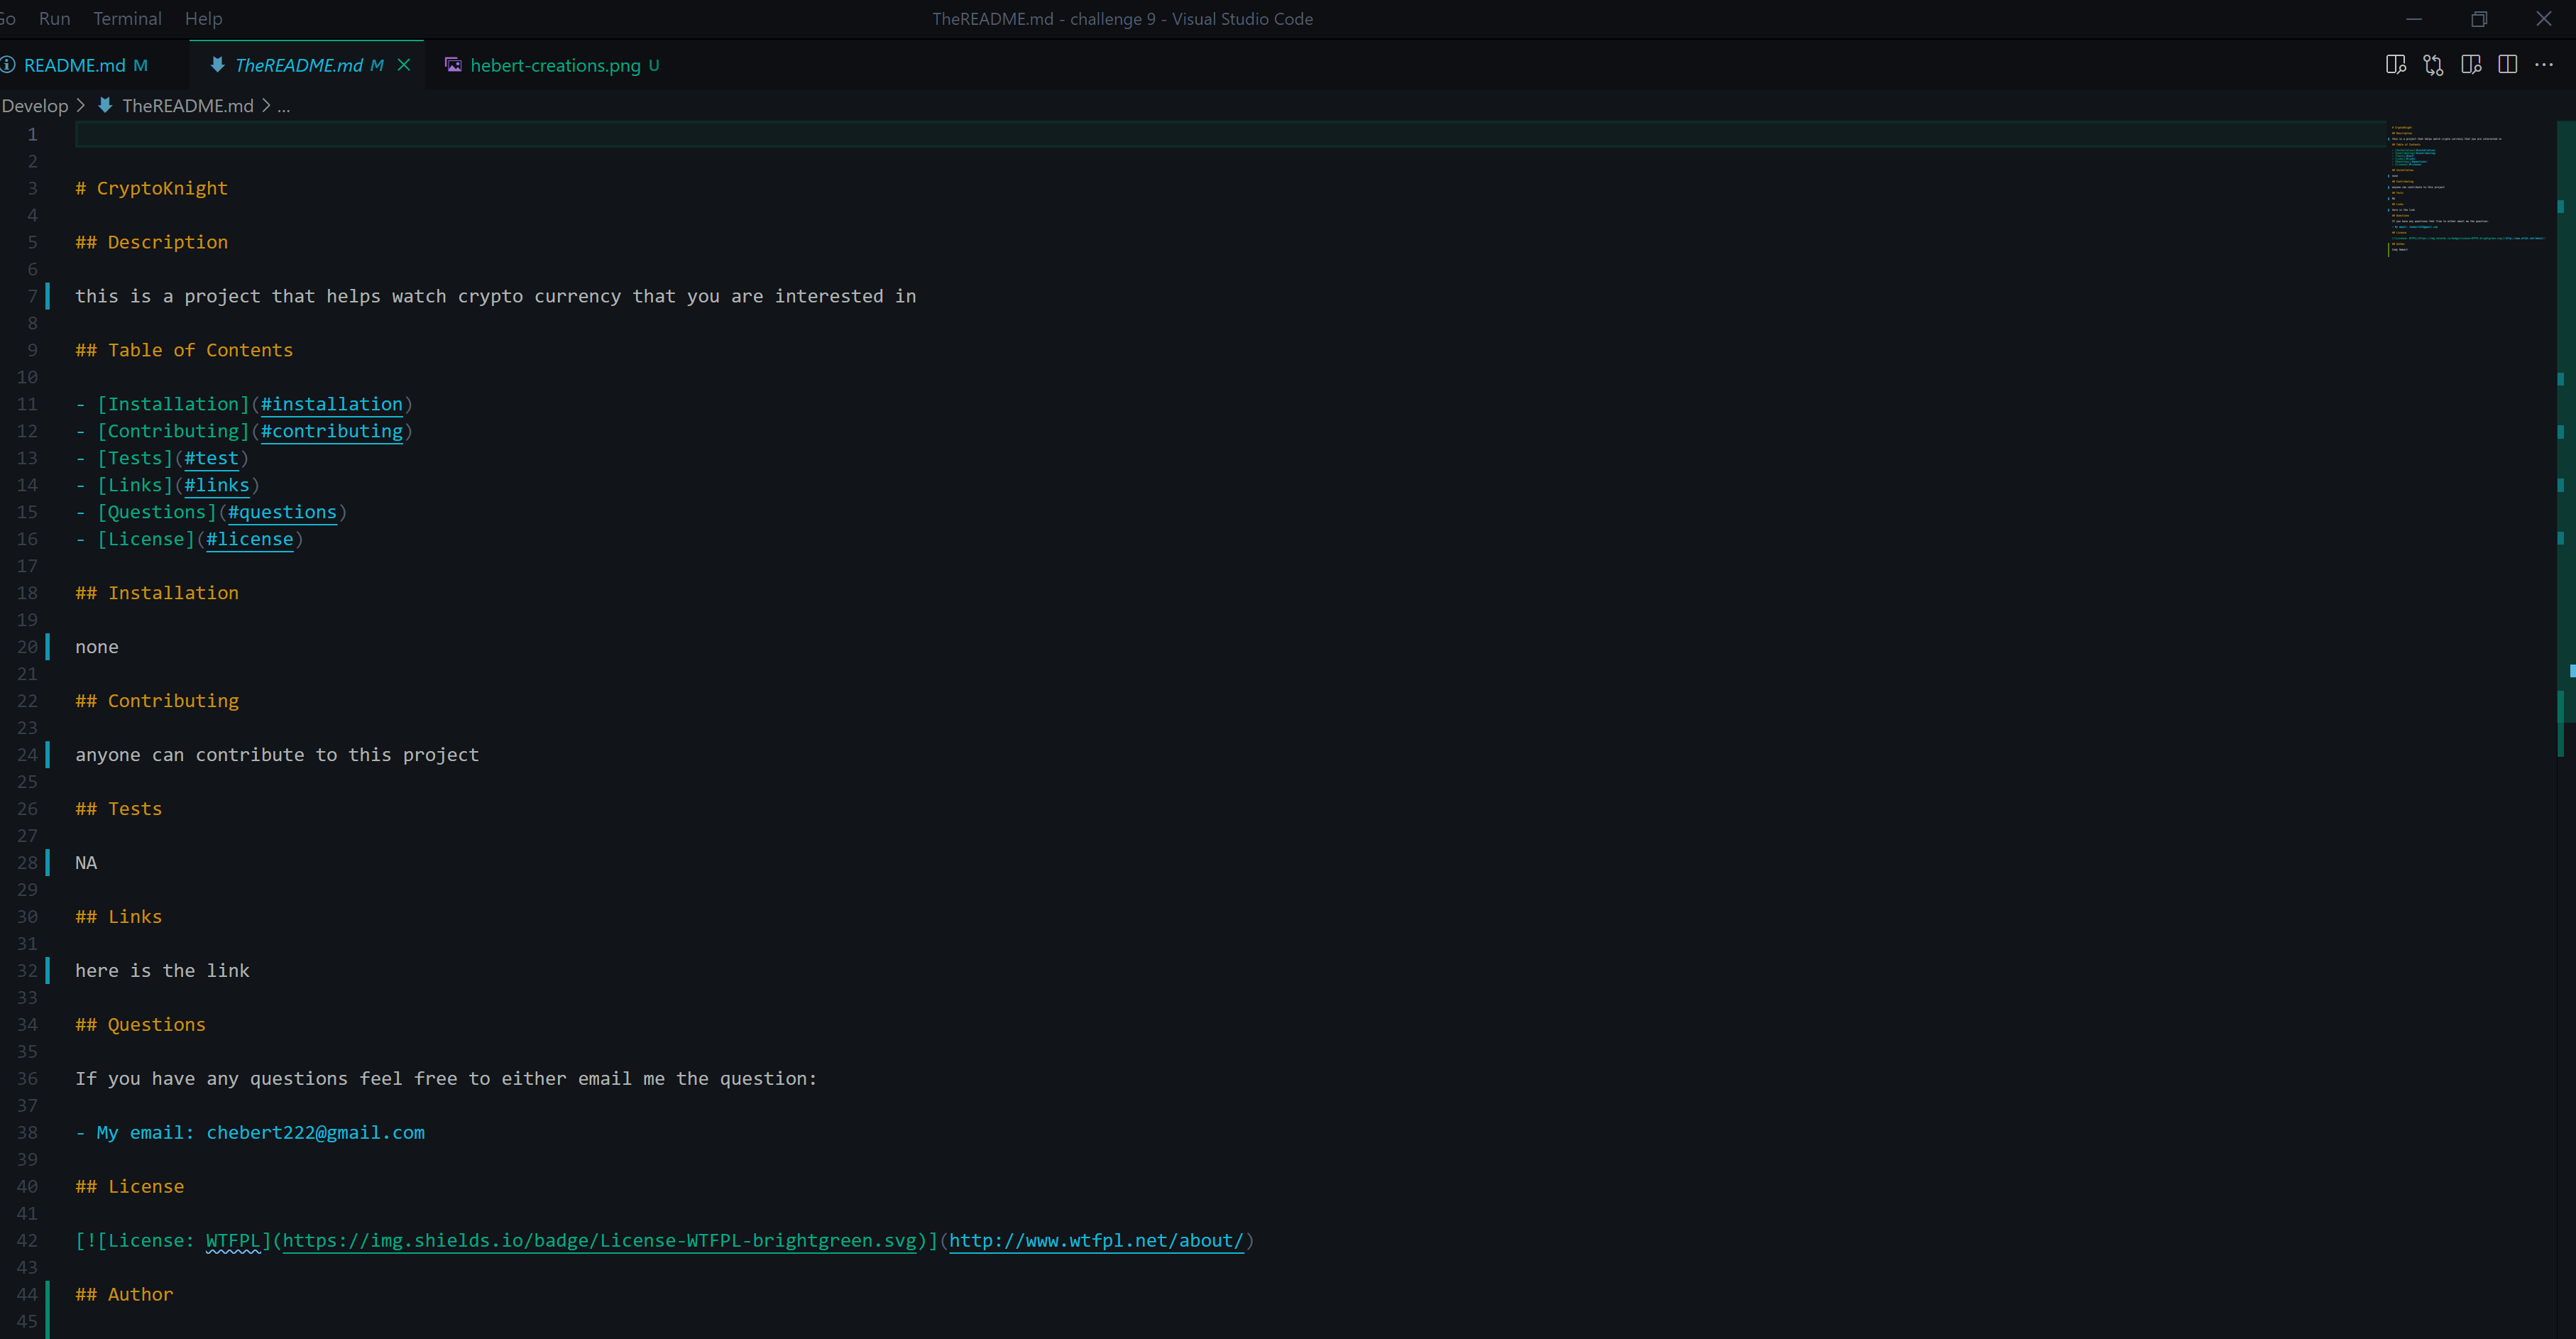 Go Run Terminal Help TheREADME.md - challenge 9 - Visual Studio Code
README.md M TheREADME.md M hebert-creations.png U
Develop > TheREADME.md > ...
1
2
3 # CryptoKnight
4
5 ## Description
6
7 this is a project that helps watch crypto currency that you are interested in
8
9 ## Table of Contents
10
11 - [Installation](#installation)
12 - [Contributing](#contributing)
13 - [Tests](#test)
14 - [Links](#links)
15 - [Questions](#questions)
16 - [License](#license)
17
18 ## Installation
19
20 none
21
22 ## Contributing
23
24 anyone can contribute to this project
25
26 ## Tests
27
28 NA
29
30 ## Links
31
32 here is the link
33
34 ## Questions
35
36 If you have any questions feel free to either email me the question:
37
38 - My email: chebert222@gmail.com
39
40 ## License
41
42 [![License: WTFPL](https://img.shields.io/badge/License-WTFPL-brightgreen.svg)](http://www.wtfpl.net/about/)
43
44 ## Author
45